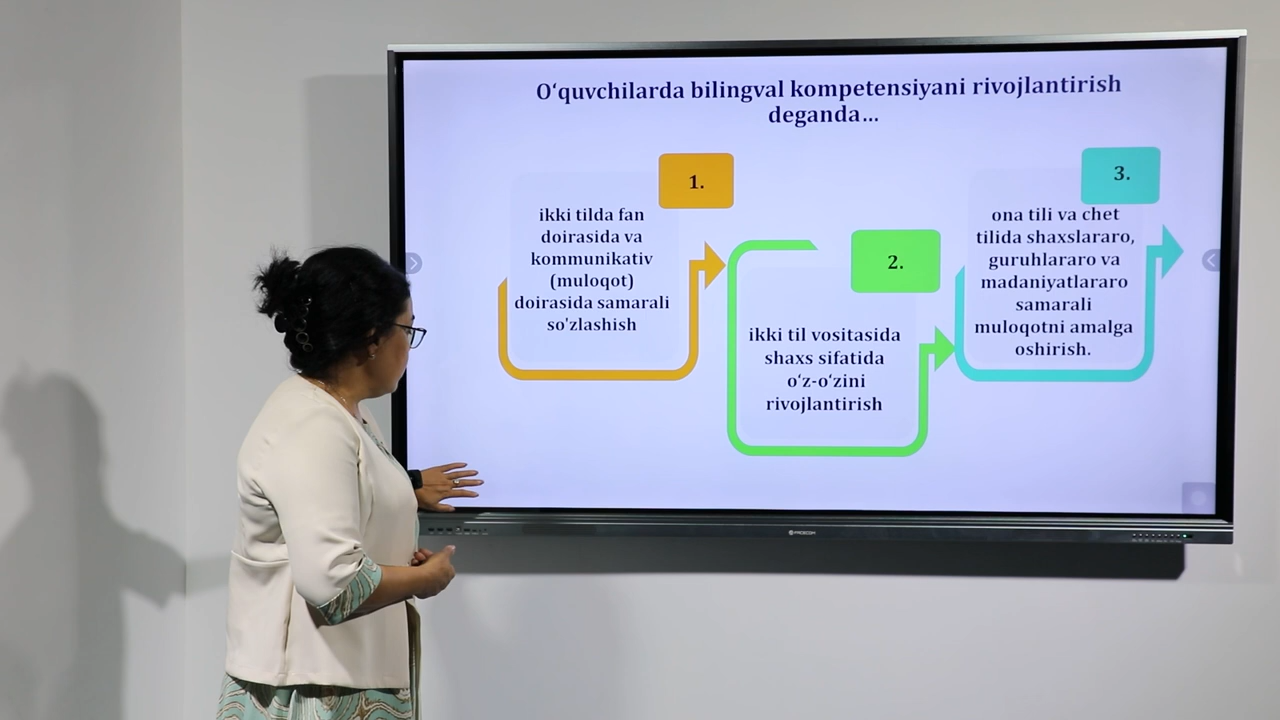 O‘quvchilarda bilingval kompetensiyani rivojlantirish
deganda...
1.
ikki tilda fan
doirasida va
kommunikativ
(muloqot)
doirasida samarali
so'zlashish
2.
ikki til vositasida
shaxs sifatida
o‘z-o‘zini
rivojlantirish
3.
ona tili va chet
tilida shaxslararo,
guruhlararo va
madaniyatlararo
samarali
muloqotni amalga
oshirish.